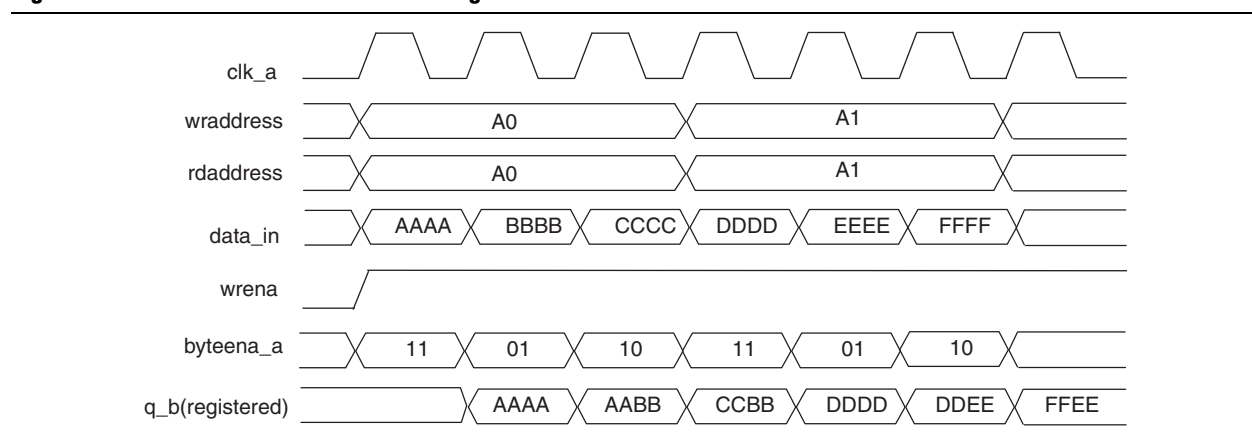 clk_a
wraddress A0 A1
rdaddress A0 A1
data_in AAAA BBBB CCCC DDDD EEEE FFFF
wrena
byteena_a 11 01 10 11 01 10
q_b(registered) AAAA AABB CCBB DDDD DDEE FFEE